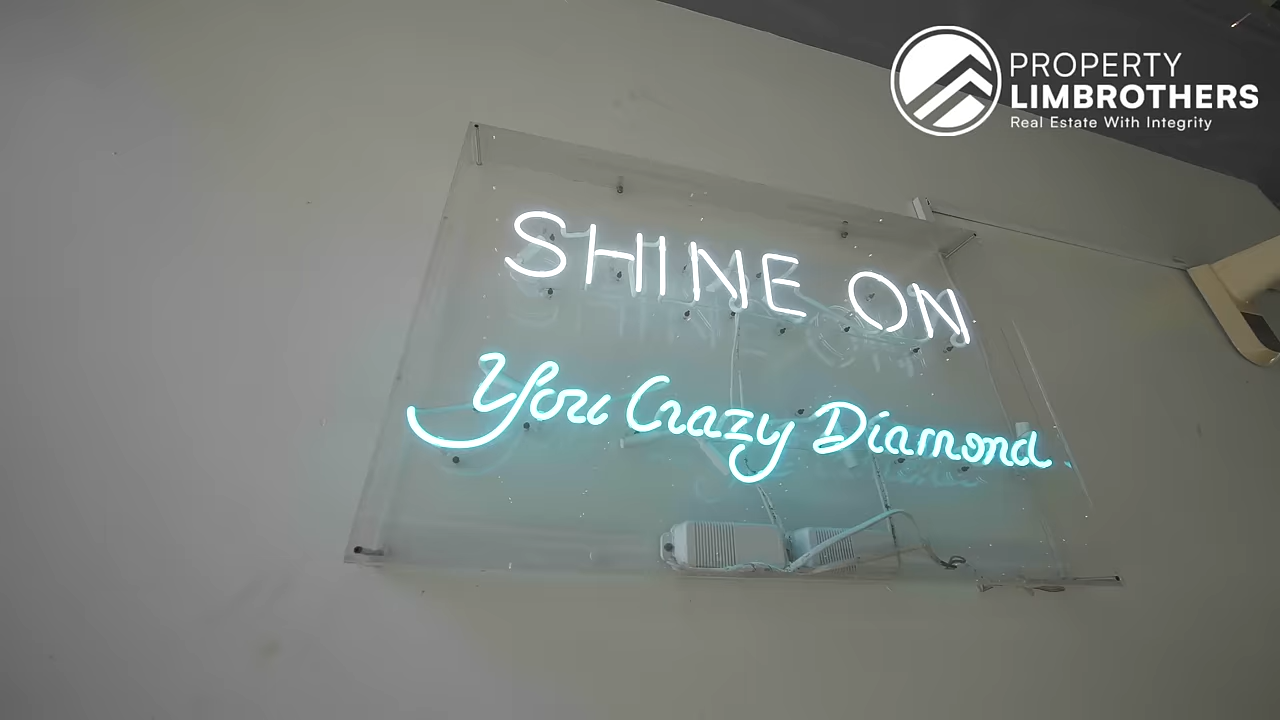 PROPERTY
LIMBROTHERS
Real Estate With Integrity
SHINE ON
You Crazy Diamond.